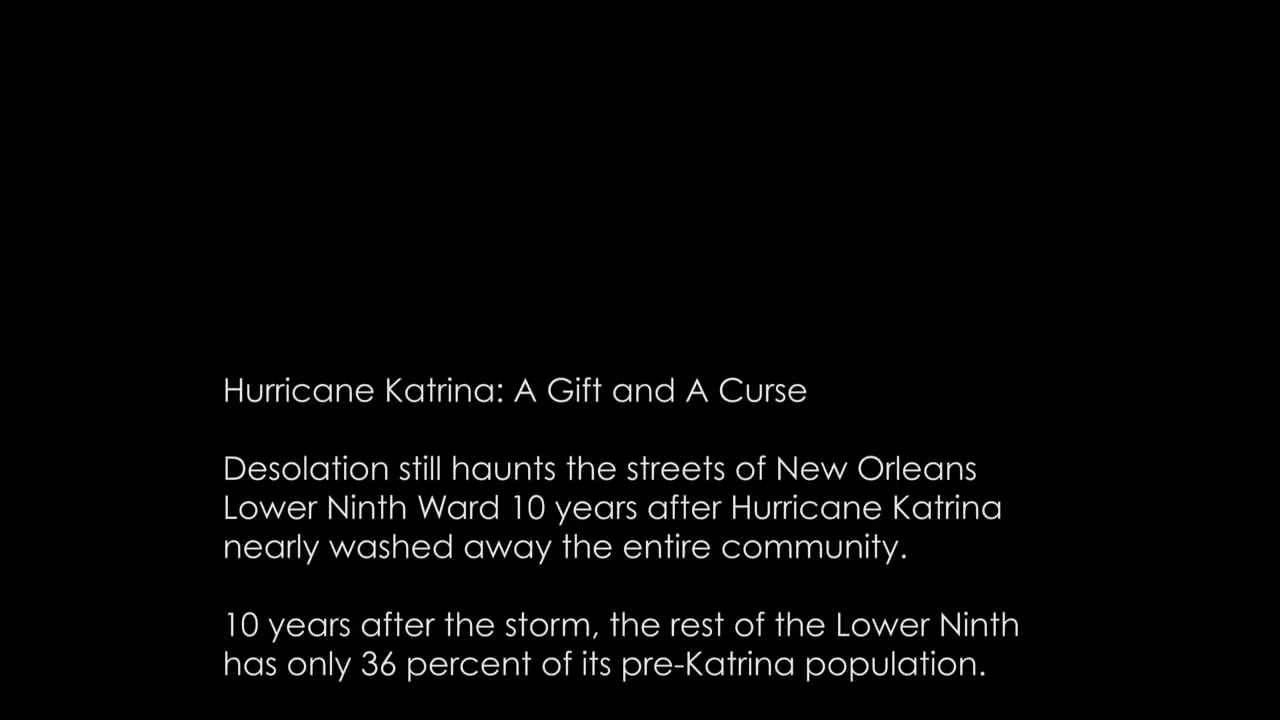 Hurricane Katrina: A Gift and A Curse
Desolation still haunts the streets of New Orleans
Lower Ninth Ward 10 years after Hurricane Katrina
nearly washed away the entire community.
10 years after the storm, the rest of the Lower Ninth
has only 36 percent of its pre-Katrina population.